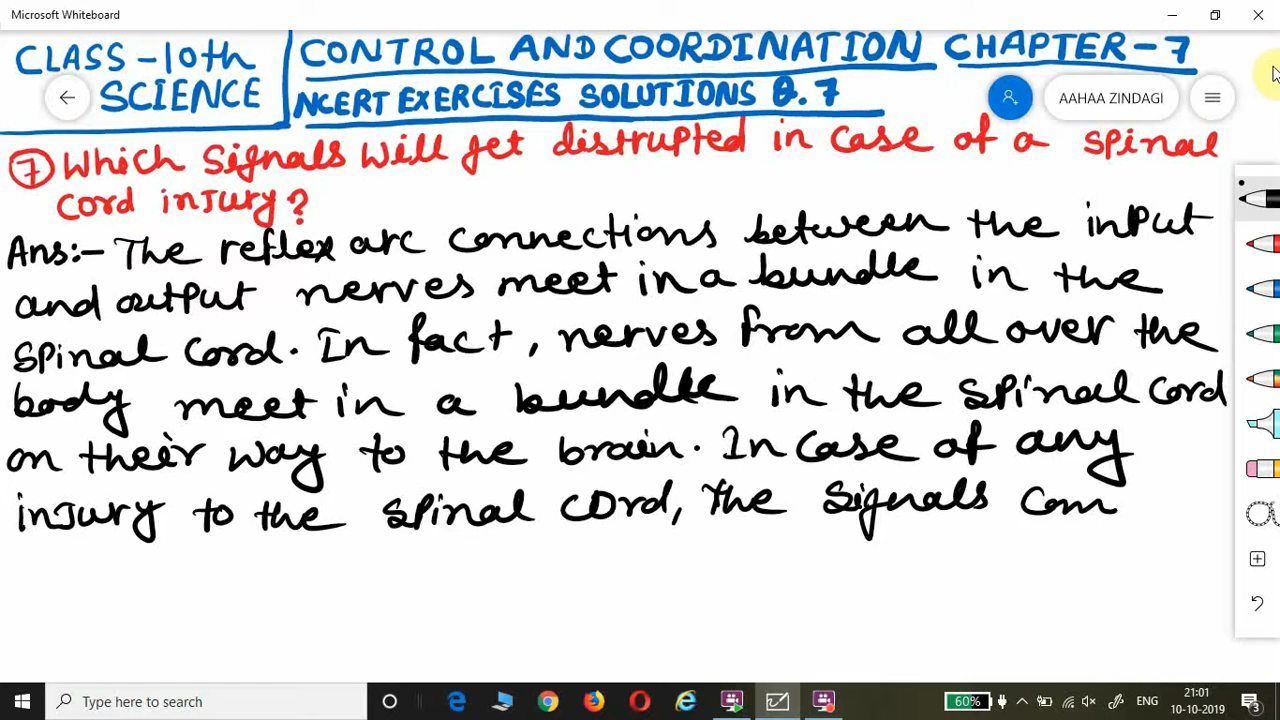 Microsoft Whiteboard
CLASS-10th
SCIENCE
CONTROL AND COORDINATION CHAPTER-7
NCERT EXERCISES SOLUTIONS Q.7
AAHAA ZINDAGI
⑦ Which signals will get distrupted in case of a spinal
cord injury?
Ans:- The reflex arc connections between the input
and output nerves meet in a bundle in the
spinal cord. In fact, nerves from all over the
body meet in a bundle in the spinal cord
on their way to the brain. In case of any
injury to the spinal cord, the signals com
Type here to search
60%
ENG
21:01
10-10-2019
3